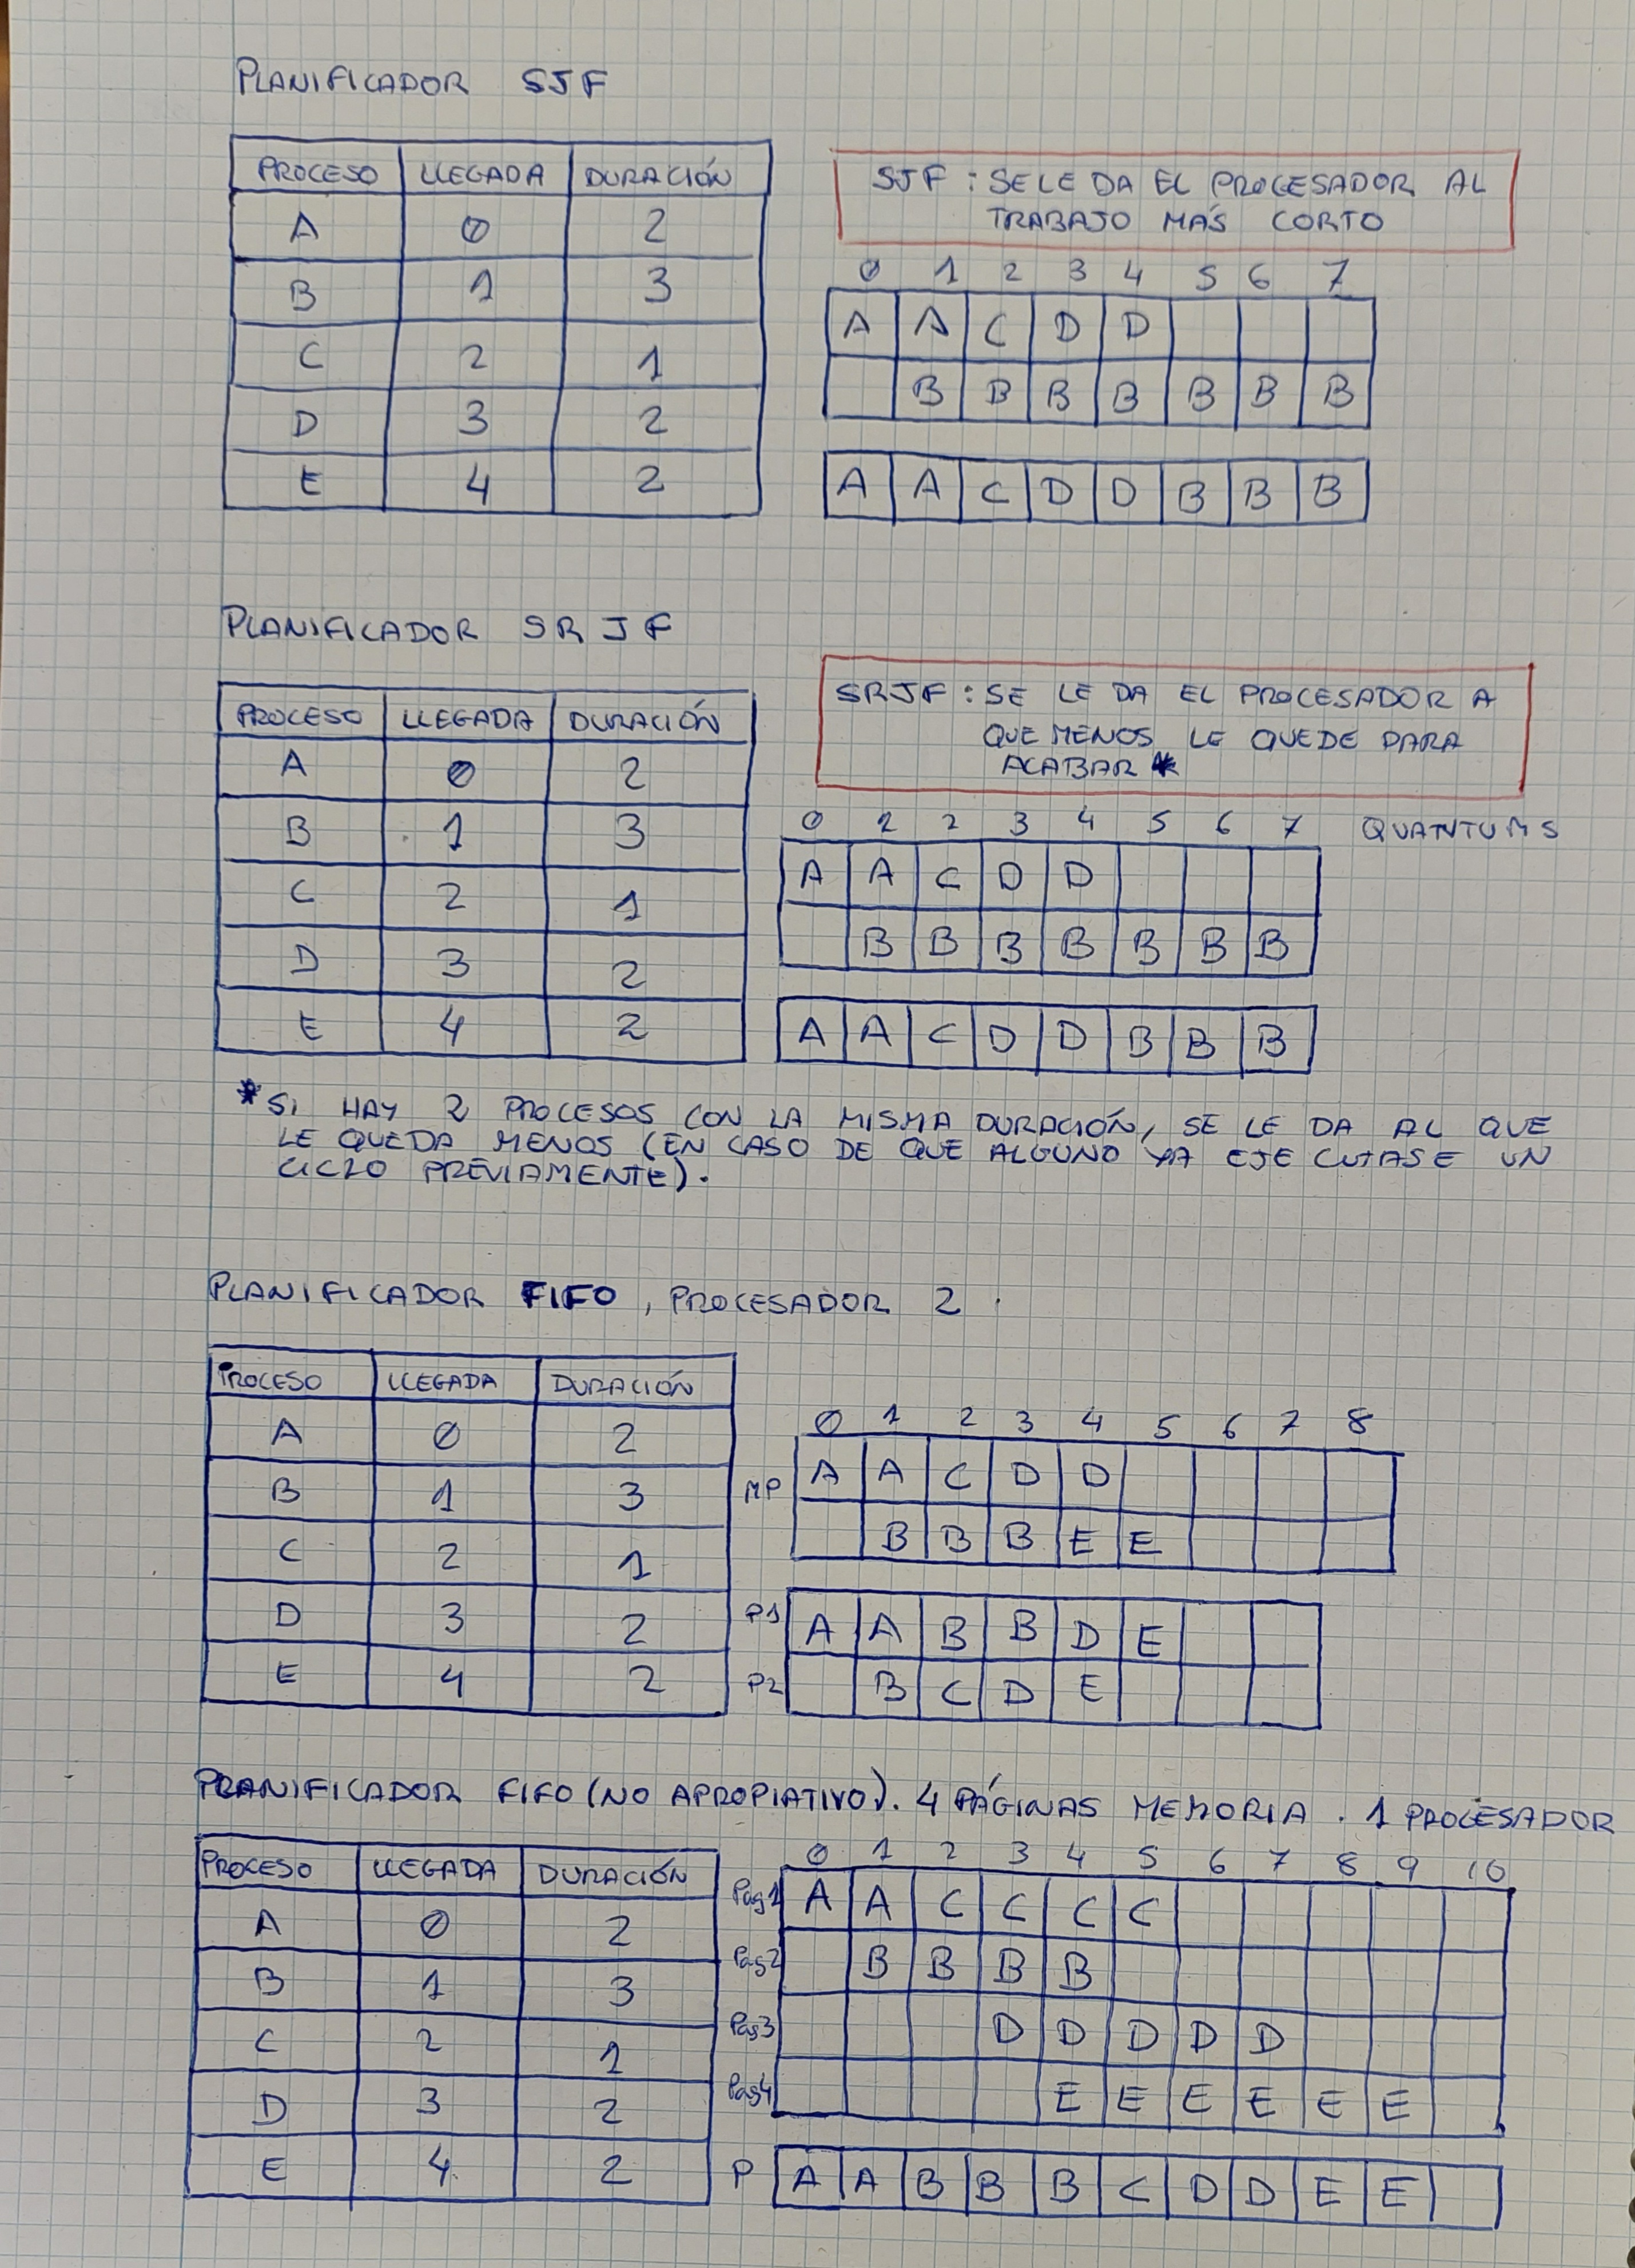 PLANIFICADOR SJF
PROCESO LLEGADA DURACIÓN
A 0 2
B 1 3
C 2 1
D 3 2
E 4 2
SJF : SE LE DA EL PROCESADOR AL
TRABAJO MÁS CORTO
0 1 2 3 4 5 6 7
A A C D D
B B B B B B B
A A C D D B B B
PLANIFICADOR SRJF
PROCESO LLEGADA DURACIÓN
A 0 2
B 1 3
C 2 1
D 3 2
E 4 2
SRJF : SE LE DA EL PROCESADOR A
QUE MENOS LE QUEDE PARA
ACABAR *
0 1 2 3 4 5 6 7 QUANTUMS
A A C D D
B B B B B B B
A A C D D B B B
* SI HAY 2 PROCESOS CON LA MISMA DURACIÓN, SE LE DA AL QUE
LE QUEDA MENOS (EN CASO DE QUE ALGUNO YA EJECUTASE UN
CICLO PREVIAMENTE).
PLANIFICADOR FIFO, PROCESADOR 2.
PROCESO LLEGADA DURACIÓN
A 0 2
B 1 3
C 2 1
D 3 2
E 4 2
0 1 2 3 4 5 6 7 8
MP A A C D D
B B B E E
P1 A A B B D E
P2 B C D E
PLANIFICADOR FIFO (NO APROPIATIVO). 4 PÁGINAS MEMORIA. 1 PROCESADOR
PROCESO LLEGADA DURACIÓN
A 0 2
B 1 3
C 2 1
D 3 2
E 4 2
0 1 2 3 4 5 6 7 8 9 10
Pag1 A A C C C C
Pag2 B B B B
Pag3 D D D D D
Pag4 E E E E E E
P A A B B B C D D E E